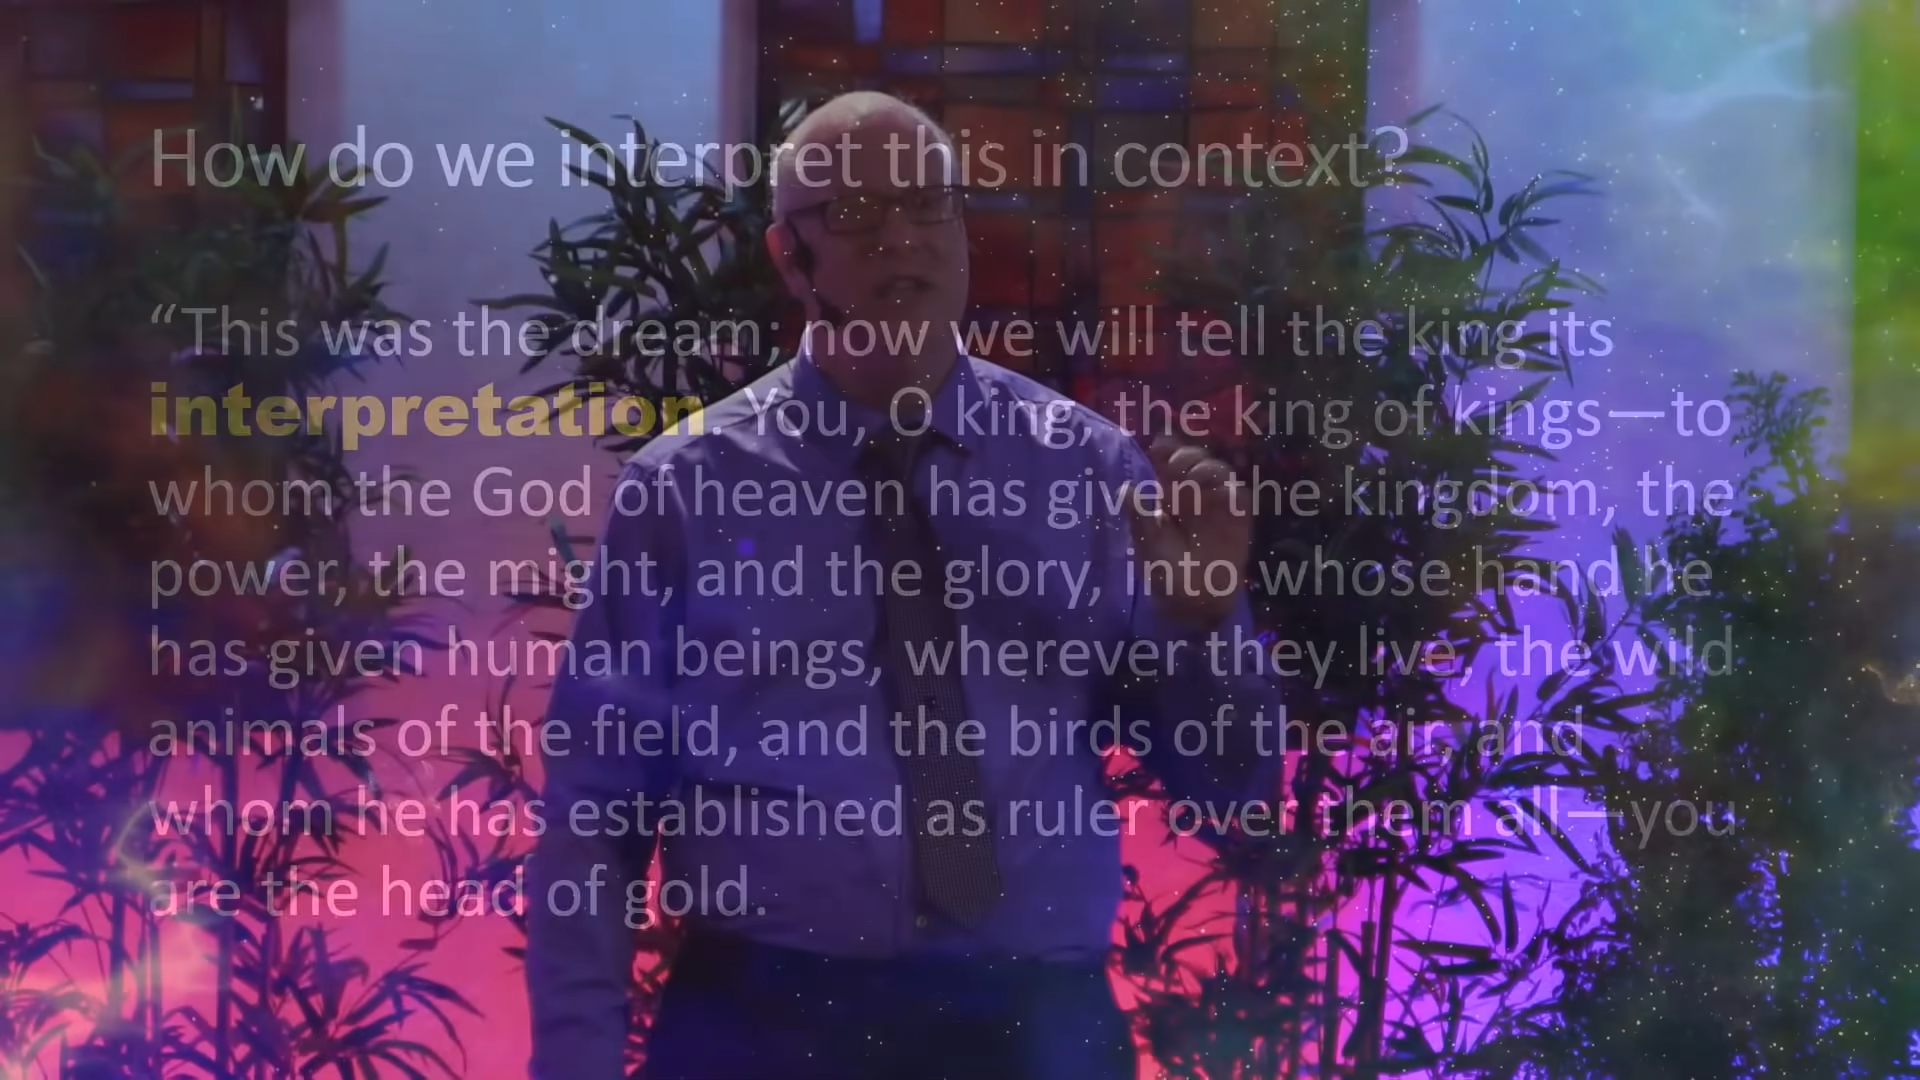 How do we interpret this in context?
“This was the dream; now we will tell the king its
interpretation. You, O king, the king of kings—to
whom the God of heaven has given the kingdom, the
power, the might, and the glory, into whose hand he
has given human beings, wherever they live, the wild
animals of the field, and the birds of the air, and
whom he has established as ruler over them all—you
are the head of gold.